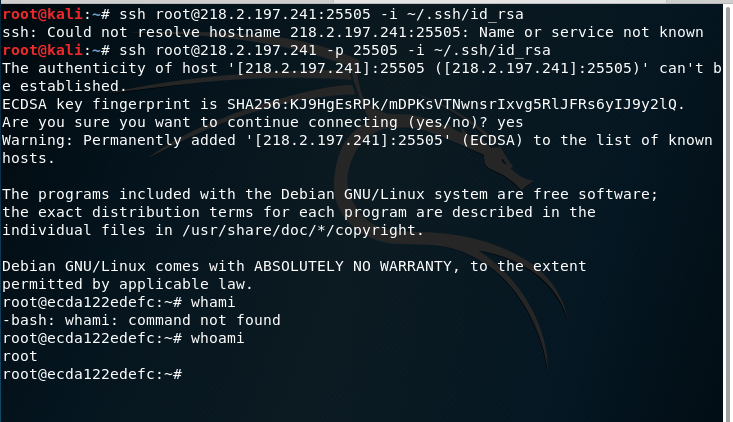 root@kali:~# ssh root@218.2.197.241:25505 -i ~/.ssh/id_rsa
ssh: Could not resolve hostname 218.2.197.241:25505: Name or service not known
root@kali:~# ssh root@218.2.197.241 -p 25505 -i ~/.ssh/id_rsa
The authenticity of host '[218.2.197.241]:25505 ([218.2.197.241]:25505)' can't b
e established.
ECDSA key fingerprint is SHA256:KJ9HgEsRPk/mDPKsVTNwnsrIxvg5RlJFRs6yIJ9y2lQ.
Are you sure you want to continue connecting (yes/no)? yes
Warning: Permanently added '[218.2.197.241]:25505' (ECDSA) to the list of known
hosts.
The programs included with the Debian GNU/Linux system are free software;
the exact distribution terms for each program are described in the
individual files in /usr/share/doc/*/copyright.
Debian GNU/Linux comes with ABSOLUTELY NO WARRANTY, to the extent
permitted by applicable law.
root@ecda122edefc:~# whami
-bash: whami: command not found
root@ecda122edefc:~# whoami
root
root@ecda122edefc:~#